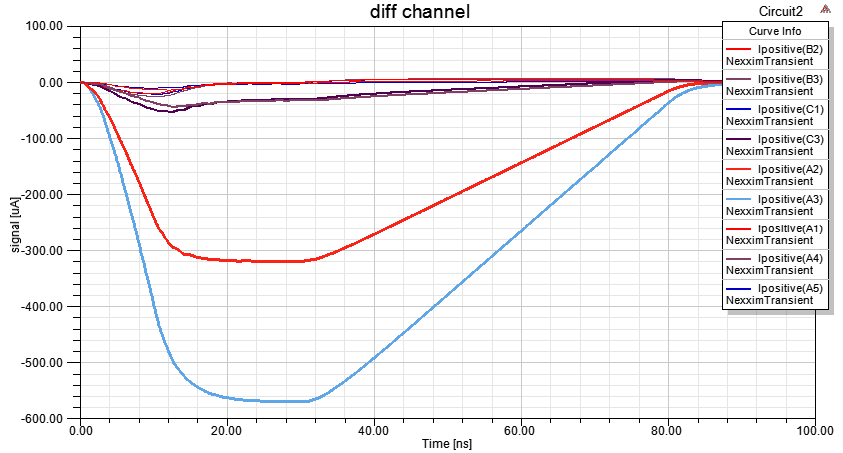 diff channel
Circuit2
Curve Info
Ipositive(B2)
NexximTransient
Ipositive(B3)
NexximTransient
Ipositive(C1)
NexximTransient
Ipositive(C3)
NexximTransient
Ipositive(A2)
NexximTransient
Ipositive(A3)
NexximTransient
Ipositive(A1)
NexximTransient
Ipositive(A4)
NexximTransient
Ipositive(A5)
NexximTransient
100.00
0.00
-100.00
-200.00
-300.00
-400.00
-500.00
-600.00
signal [uA]
0.00 20.00 40.00 60.00 80.00 100.00
Time [ns]